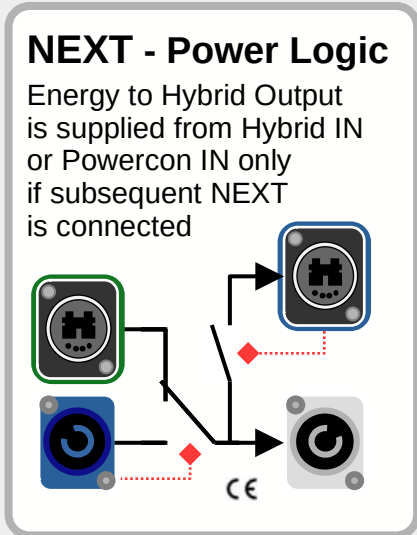 NEXT - Power Logic
Energy to Hybrid Output
is supplied from Hybrid IN
or Powercon IN only
if subsequent NEXT
is connected
CE